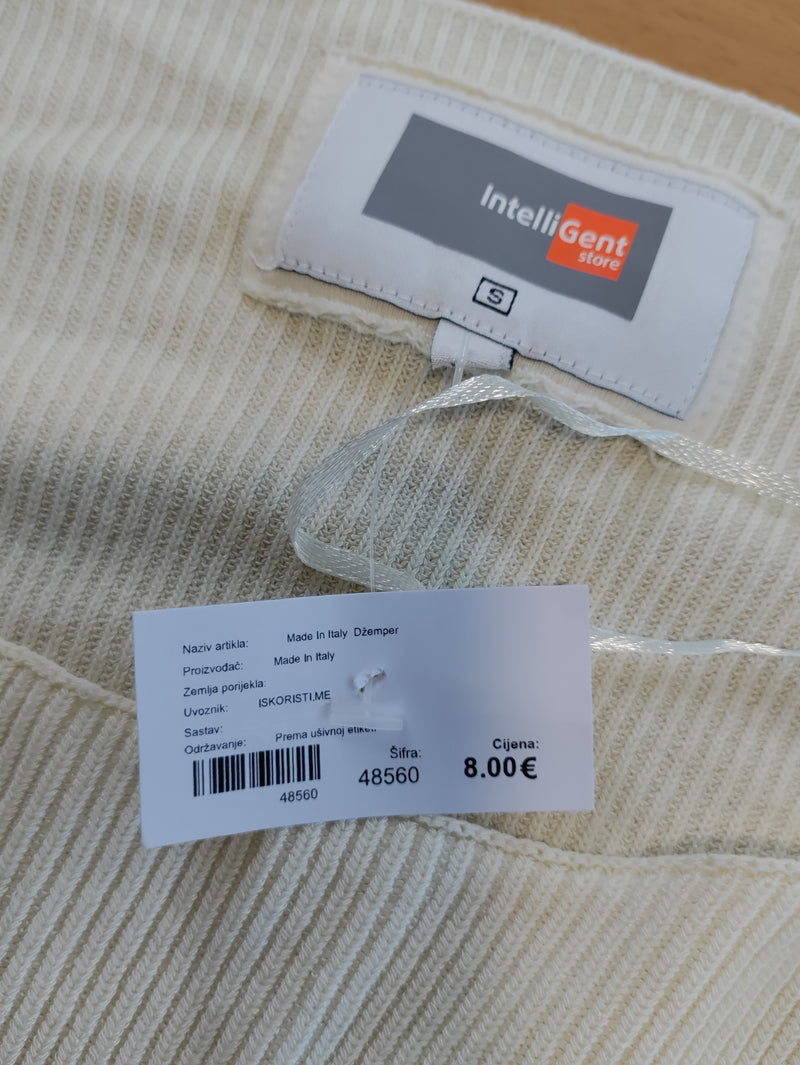 IntelliGent
store
S
Naziv artikla: Made In Italy Džemper
Proizvođač: Made In Italy
Zemlja porijekla:
Uvoznik: ISKORISTI.ME
Sastav:
Održavanje: Prema ušivnoj
Šifra: Cijena:
48560 48560 8.00€